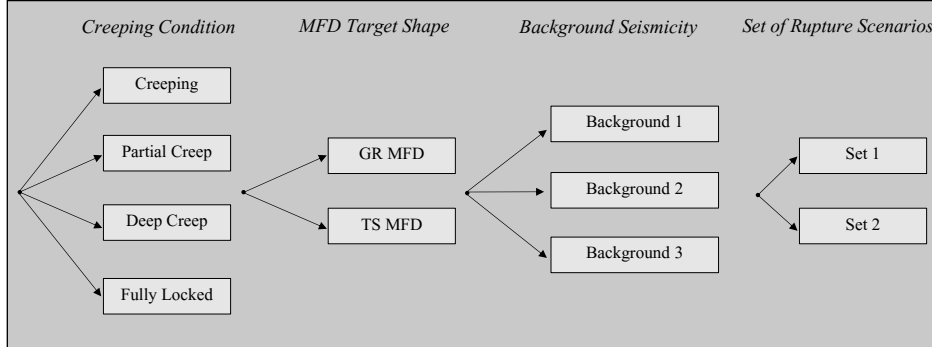 Creeping Condition
MFD Target Shape
Background Seismicity
Set of Rupture Scenarios
Creeping
Partial Creep
Deep Creep
Fully Locked
GR MFD
TS MFD
Background 1
Background 2
Background 3
Set 1
Set 2